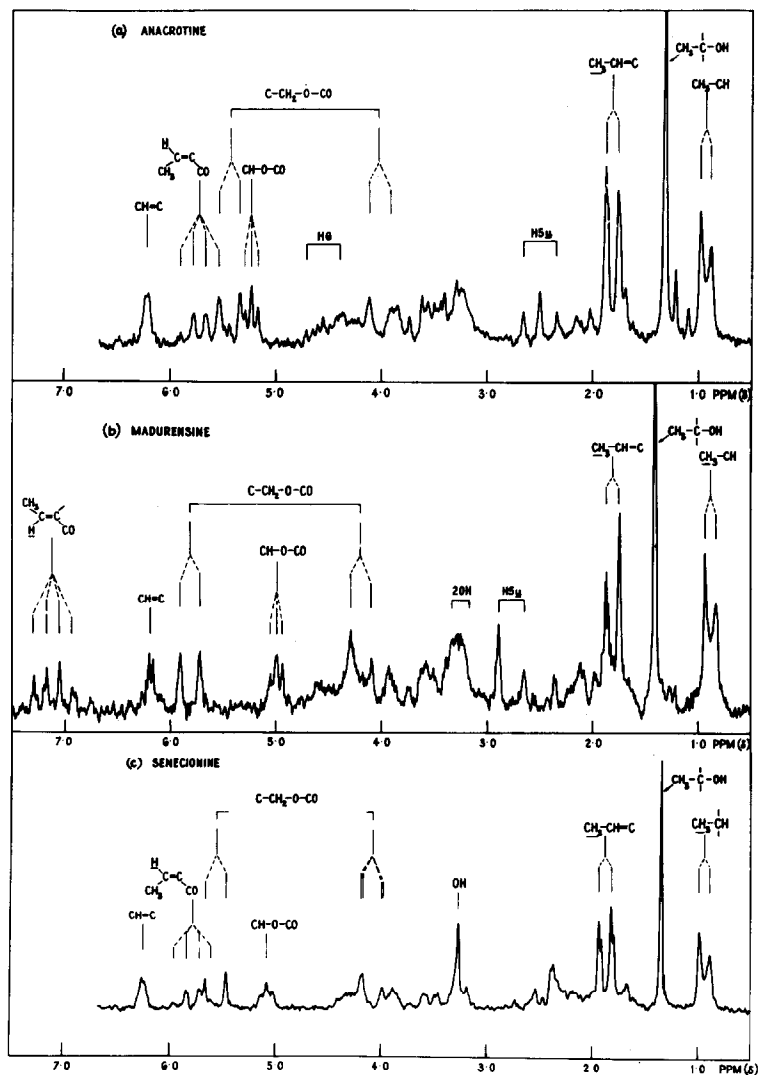 (a) ANACROTINE
CH₃-C-OH
CH₃-CH=C
CH₃-CH
C-CH₂-O-CO
H
C=C
CH₃
CO
CH-O-CO
CH=C
H6
H5α
7·0 6·0 5·0 4·0 3·0 2·0 1·0 PPM(δ)
(b) MADURENSINE
CH₃-C-OH
CH₃-CH=C
CH₃-CH
C-CH₂-O-CO
CH₃
C=C
H
CO
CH-O-CO
CH=C
2OH
7·0 6·0 5·0 4·0 3·0 2·0 1·0 PPM(δ)
(c) SENECIONINE
CH₃-C-OH
C-CH₂-O-CO
CH₃-CH=C
CH₃-CH
H
C=C
CH₃
CO
OH
CH=C
CH-O-CO
7·0 6·0 5·0 4·0 3·0 2·0 1·0 PPM(δ)